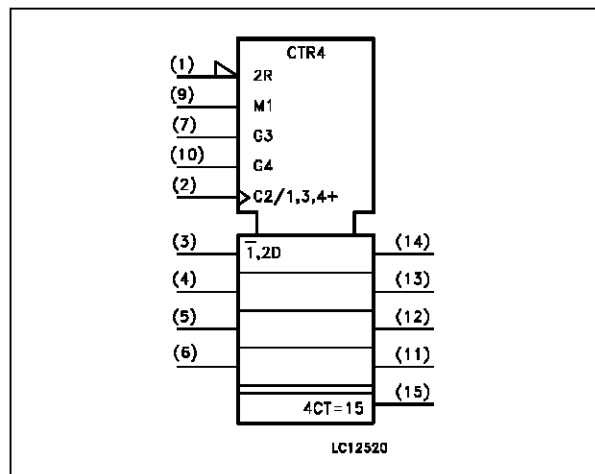 CTR4
(1) 2R
(9) M1
(7) G3
(10) G4
(2) C2/1,3,4+
(3) 1̅,2D (14)
(4) (13)
(5) (12)
(6) (11)
4CT=15 (15)
LC12520